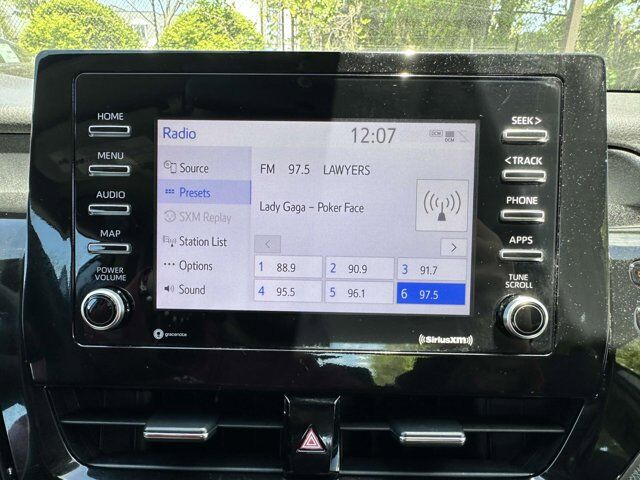 HOME
MENU
AUDIO
MAP
POWER
VOLUME
Radio 12:07 DCM
DCM
Source
Presets
SXM Replay
Station List
Options
Sound
FM 97.5 LAWYERS
Lady Gaga - Poker Face
< >
1 88.9 2 90.9 3 91.7
4 95.5 5 96.1 6 97.5
SEEK >
< TRACK
PHONE
APPS
TUNE
SCROLL
gracenote
((SiriusXM))